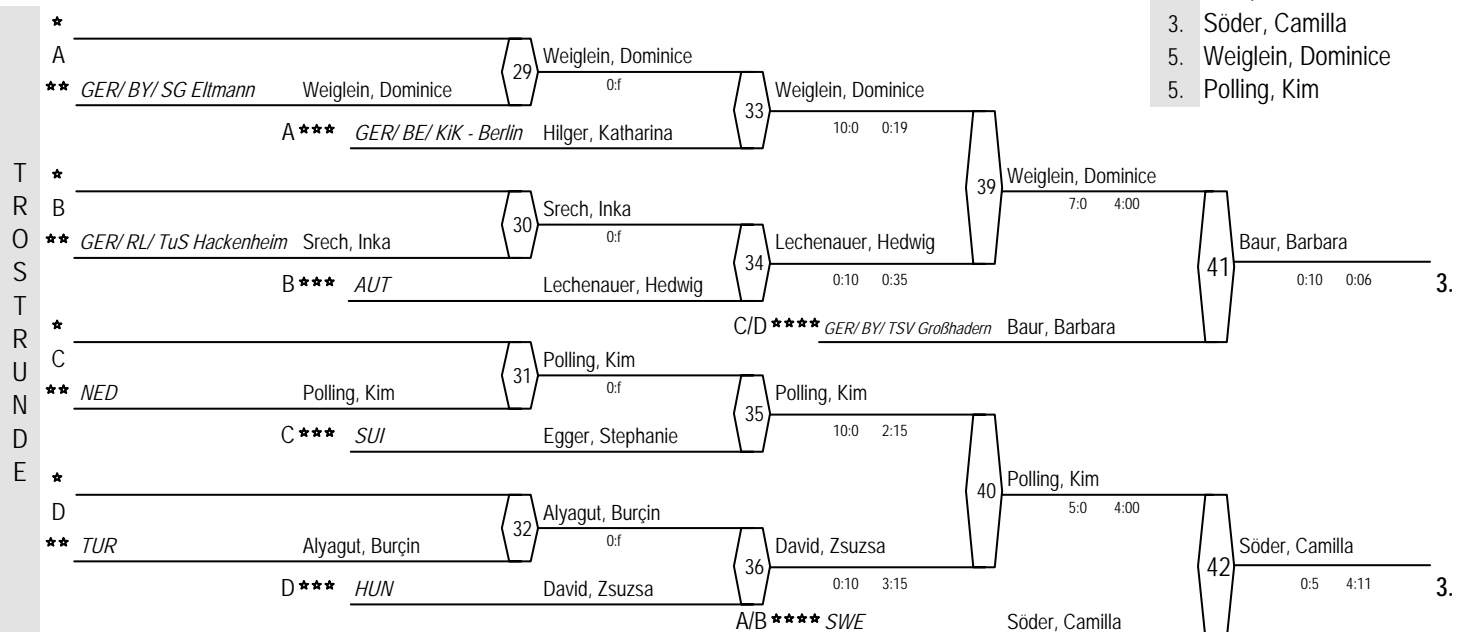 3. Söder, Camilla
5. Weiglein, Dominice
5. Polling, Kim
TROSTRUNDE
*
A
** GER/ BY/ SG Eltmann Weiglein, Dominice
29
Weiglein, Dominice
0:f
A *** GER/ BE/ KiK - Berlin Hilger, Katharina
33
Weiglein, Dominice
10:0 0:19
*
B
** GER/ RL/ TuS Hackenheim Srech, Inka
30
Srech, Inka
0:f
B *** AUT Lechenauer, Hedwig
34
Lechenauer, Hedwig
0:10 0:35
39
Weiglein, Dominice
7:0 4:00
C/D **** GER/ BY/ TSV Großhadern Baur, Barbara
41
Baur, Barbara
0:10 0:06
3.
*
C
** NED Polling, Kim
31
Polling, Kim
0:f
C *** SUI Egger, Stephanie
35
Polling, Kim
10:0 2:15
*
D
** TUR Alyagut, Burçin
32
Alyagut, Burçin
0:f
D *** HUN David, Zsuzsa
36
David, Zsuzsa
0:10 3:15
40
Polling, Kim
5:0 4:00
A/B **** SWE Söder, Camilla
42
Söder, Camilla
0:5 4:11
3.